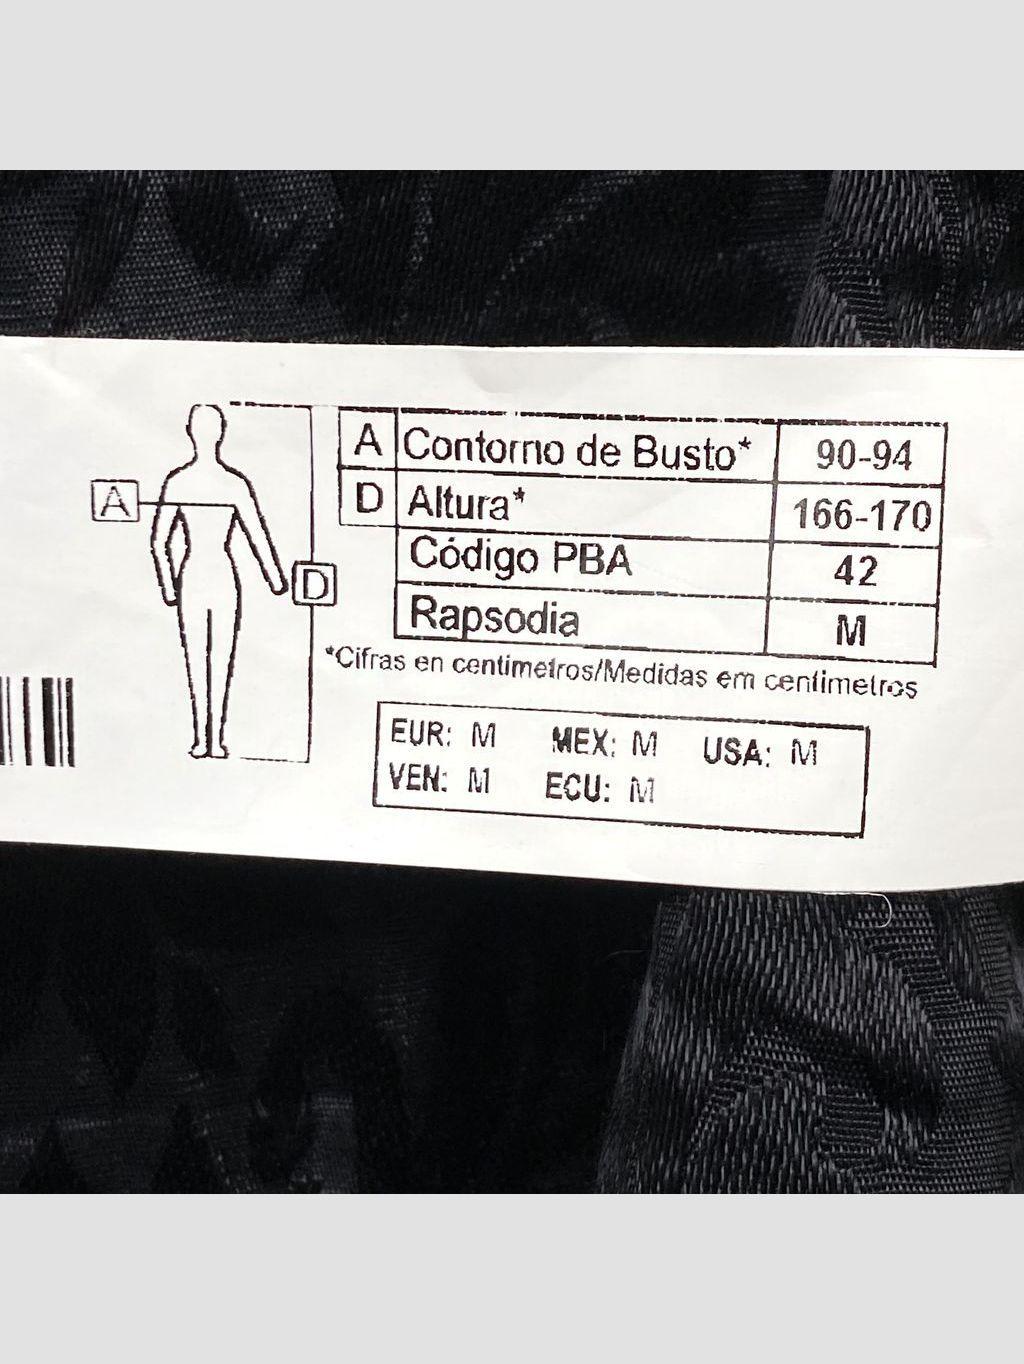 A Contorno de Busto* 90-94
A
D Altura* 166-170
D
Código PBA 42
Rapsodia M
*Cifras en centimetros/Medidas em centimetros
EUR: M MEX: M USA: M
VEN: M ECU: M